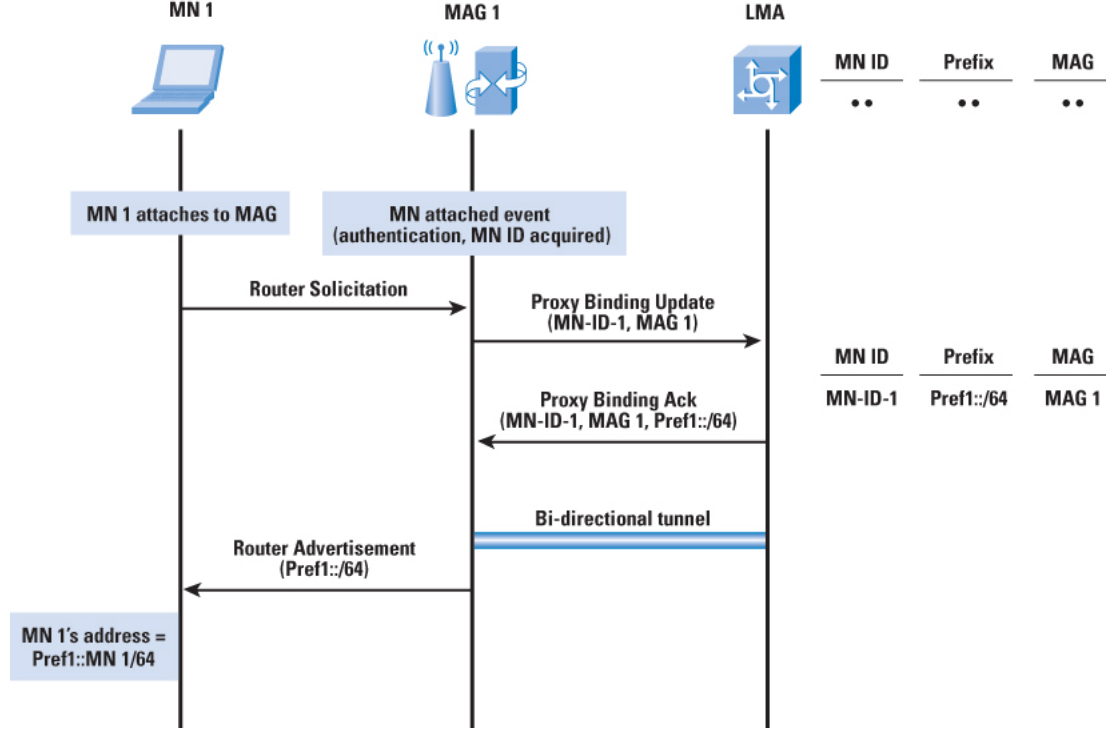 MN 1
MAG 1
LMA
MN ID
Prefix
MAG
••
••
••
MN 1 attaches to MAG
MN attached event
(authentication, MN ID acquired)
Router Solicitation
Proxy Binding Update
(MN-ID-1, MAG 1)
MN ID
Prefix
MAG
MN-ID-1
Pref1::/64
MAG 1
Proxy Binding Ack
(MN-ID-1, MAG 1, Pref1::/64)
Bi-directional tunnel
Router Advertisement
(Pref1::/64)
MN 1's address =
Pref1::MN 1/64